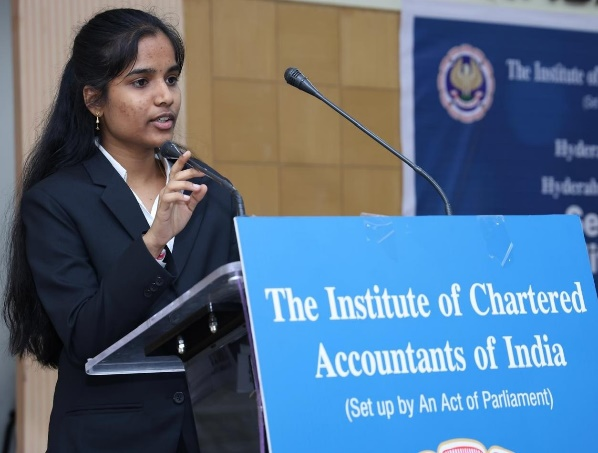 The Institute of
Hyder
Hyderab
The Institute of Chartered
Accountants of India
(Set up by An Act of Parliament)